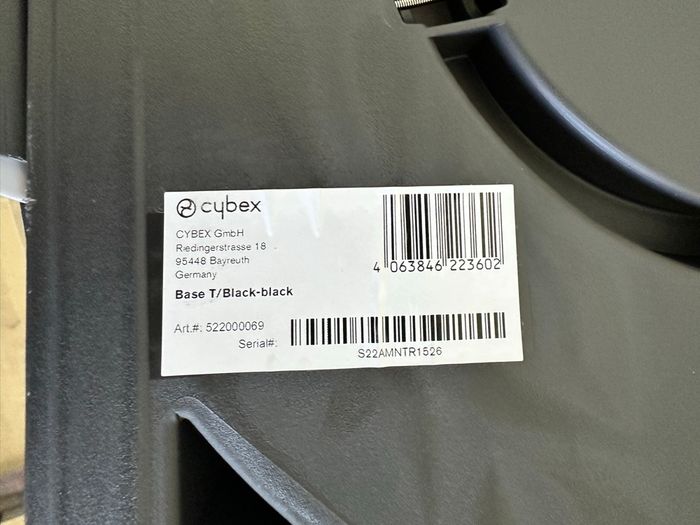 cybex
CYBEX GmbH
Riedingerstrasse 18
95448 Bayreuth
Germany
Base T/Black-black
4 063846 223602
Art.#: 522000069
Serial#:
S22AMNTR1526